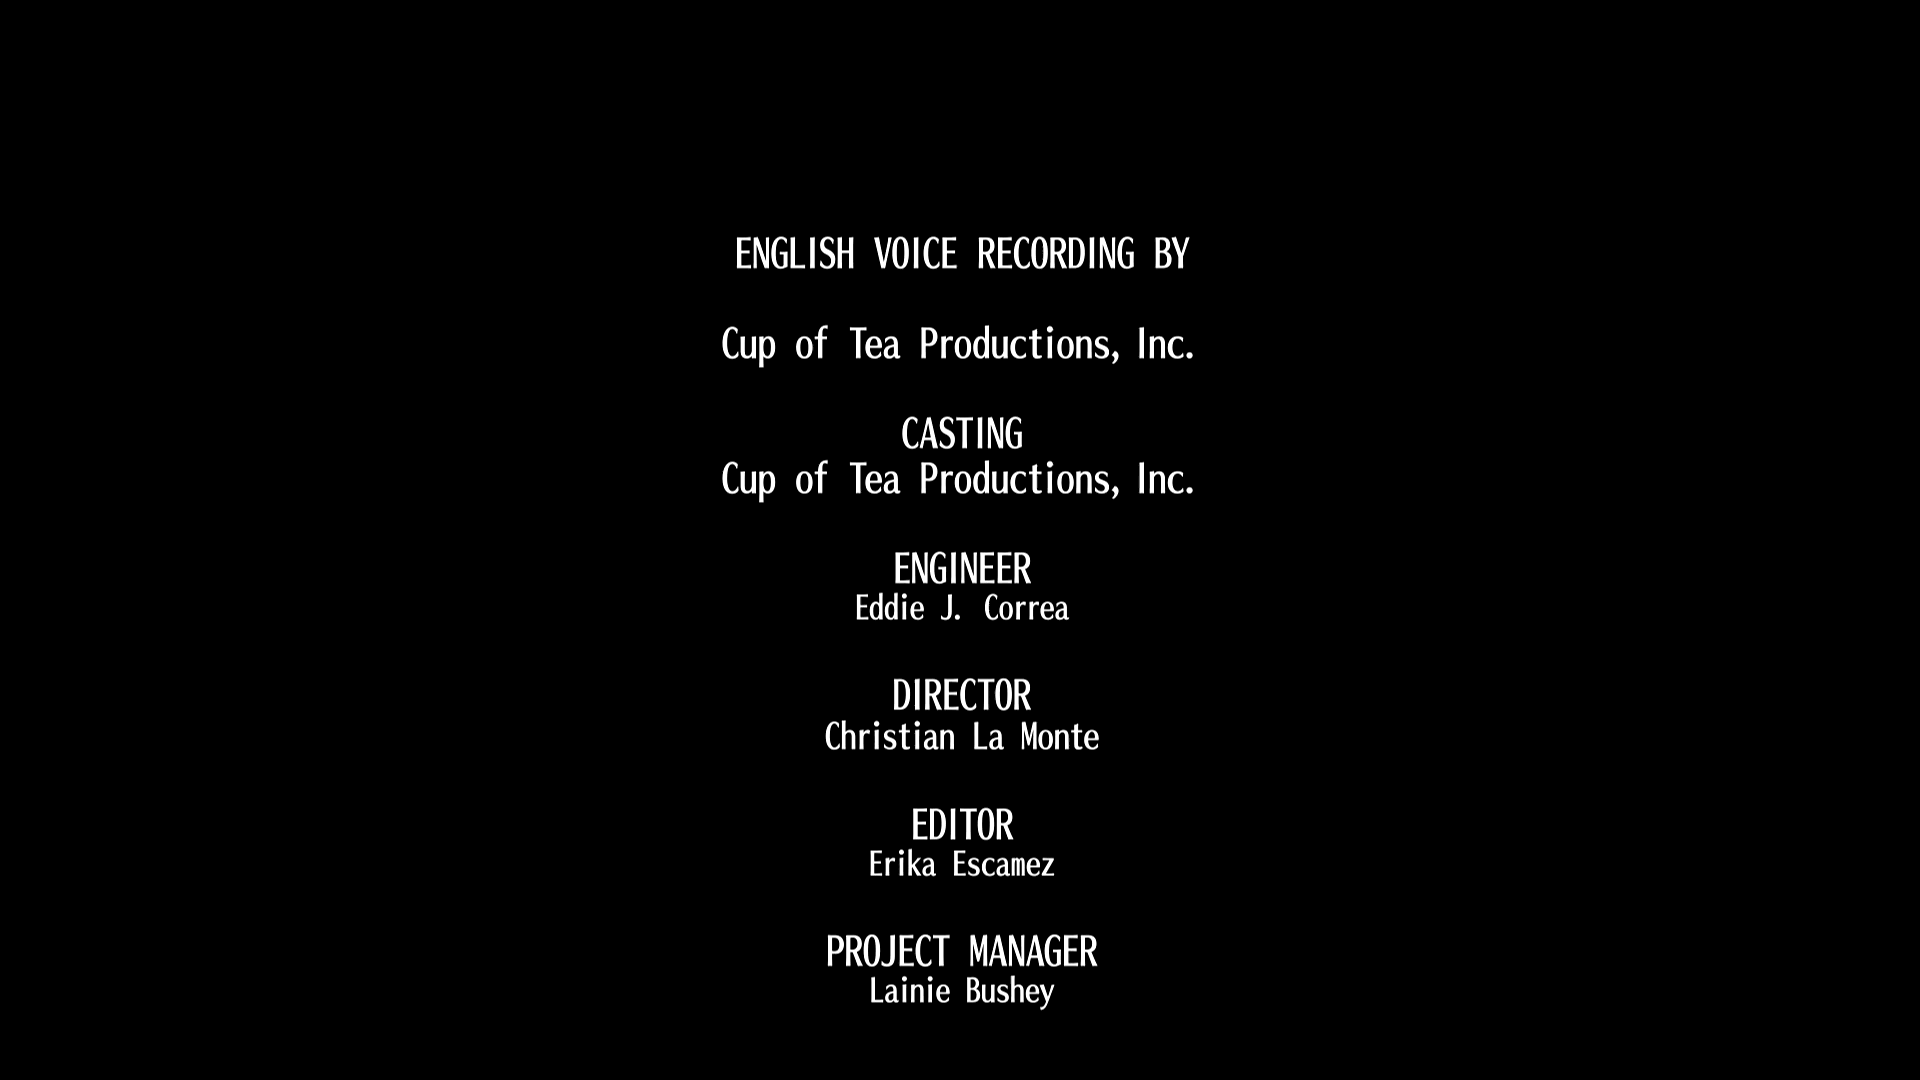 ENGLISH VOICE RECORDING BY
Cup of Tea Productions, Inc.
CASTING
Cup of Tea Productions, Inc.
ENGINEER
Eddie J. Correa
DIRECTOR
Christian La Monte
EDITOR
Erika Escamez
PROJECT MANAGER
Lainie Bushey